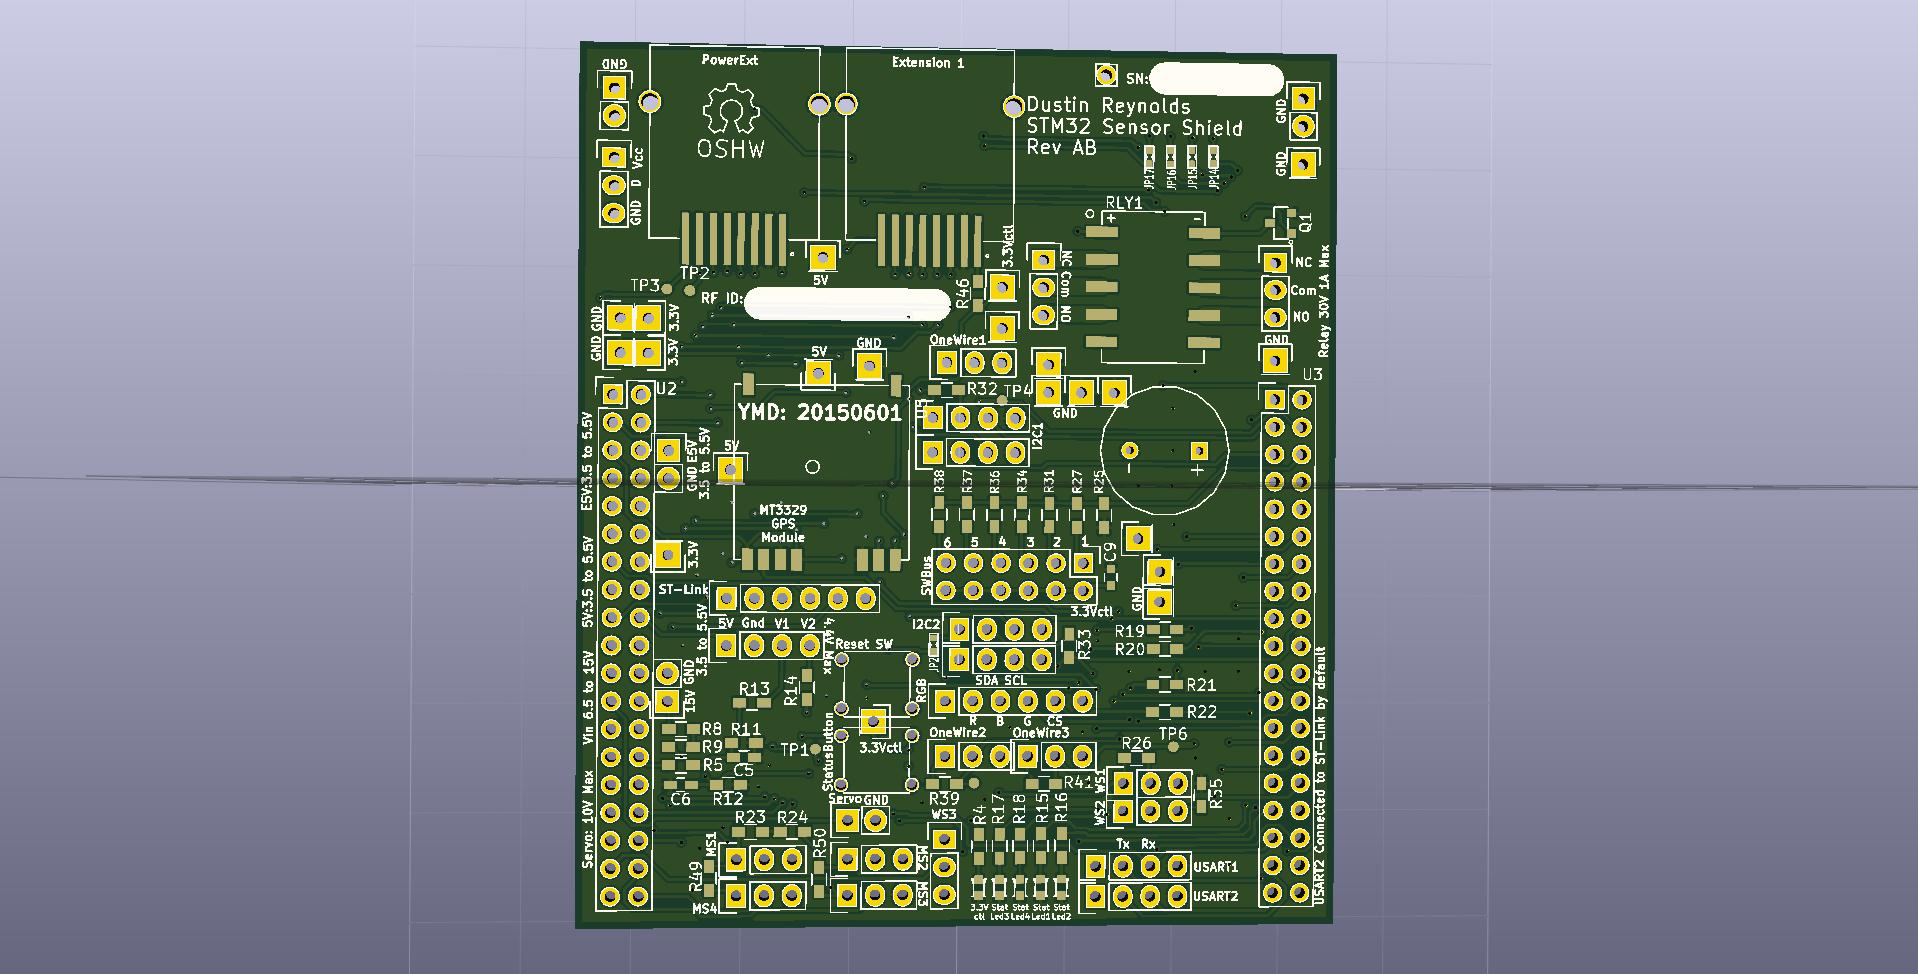 GND
PowerExt
Extension 1
SN:
OSHW
Dustin Reynolds
STM32 Sensor Shield
Rev AB
GND
GND
Vcc
D
GND
JP17
JP16
JP15
JP14
RLY1
+
-
Q1
TP3
TP2
5V
RF ID:
R46
3.3Vctl
NC
Com
NO
NC
Com
NO
Relay 30V 1A Max
GND
3.3V
GND
3.3V
5V
GND
OneWire1
GND
U2
R32
TP4
GND
U3
YMD: 20150601
I2C1
E5V:3.5 to 5.5V
E5V
GND
3.5 to 5.5V
5V
-
+
MT3329
GPS
Module
R38
R37
R36
R34
R31
R27
R25
3.3V
6
5
4
3
2
1
C9
SWBus
3.3Vctl
GND
5V:3.5 to 5.5V
ST-Link
5V
Gnd
V1
V2
3.5 to 5.5V
4.4V Max
Reset SW
I2C2
JP2
R33
SDA SCL
R19
R20
R21
R22
GND
15V
Vin 6.5 to 15V
R13
R14
RGB
R
B
G
CS
R8
R9
R5
C6
R11
C5
R12
TP1
StatusButton
3.3Vctl
OneWire2
OneWire3
R39
R41
TP6
R26
WS1
WS2
R35
Servo: 10V Max
R23
R24
Servo
GND
WS3
R4
R17
R18
R15
R16
MS1
R50
MS2
R49
MS4
MS3
3.3V
ctl
Stat
Led3
Stat
Led4
Stat
Led1
Stat
Led2
Tx
Rx
USART1
USART2
USART2 Connected to ST-Link by default